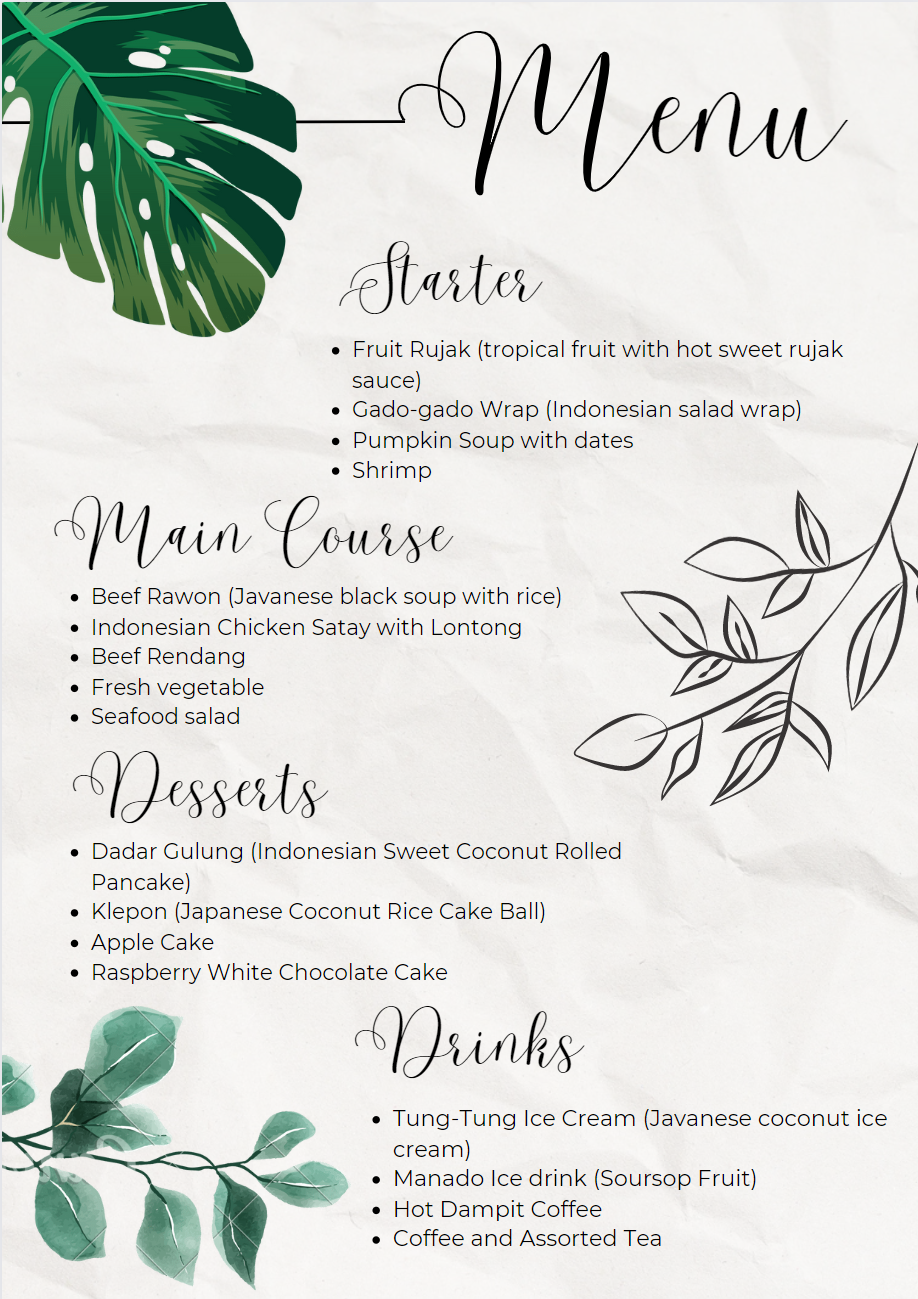 Menu
Starter
• Fruit Rujak (tropical fruit with hot sweet rujak
sauce)
• Gado-gado Wrap (Indonesian salad wrap)
• Pumpkin Soup with dates
• Shrimp
Main Course
• Beef Rawon (Javanese black soup with rice)
• Indonesian Chicken Satay with Lontong
• Beef Rendang
• Fresh vegetable
• Seafood salad
Desserts
• Dadar Gulung (Indonesian Sweet Coconut Rolled
Pancake)
• Klepon (Japanese Coconut Rice Cake Ball)
• Apple Cake
• Raspberry White Chocolate Cake
Drinks
• Tung-Tung Ice Cream (Javanese coconut ice
cream)
• Manado Ice drink (Soursop Fruit)
• Hot Dampit Coffee
• Coffee and Assorted Tea